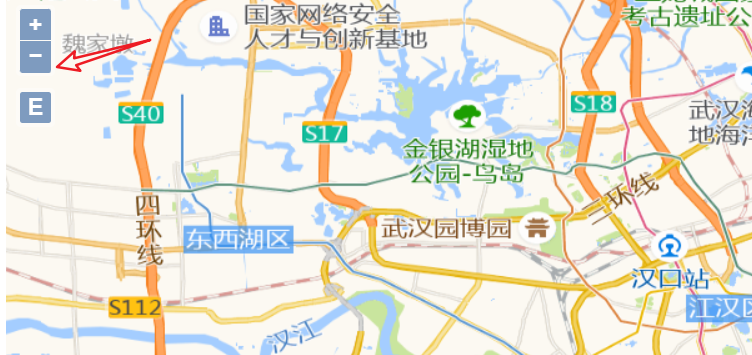 +
−
E
魏家墩
国家网络安全
人才与创新基地
考古遗址公
S40
S17
S18
武汉海
地海洋
金银湖湿地
公园-鸟岛
四环线
三环线
东西湖区
武汉园博园
汉口站
江汉区
S112
汉江